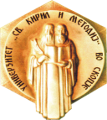 УНИВЕРЗИТЕТ „СВ. КИРИЛ И МЕТОДИЈ" ВО СКОПЈЕ